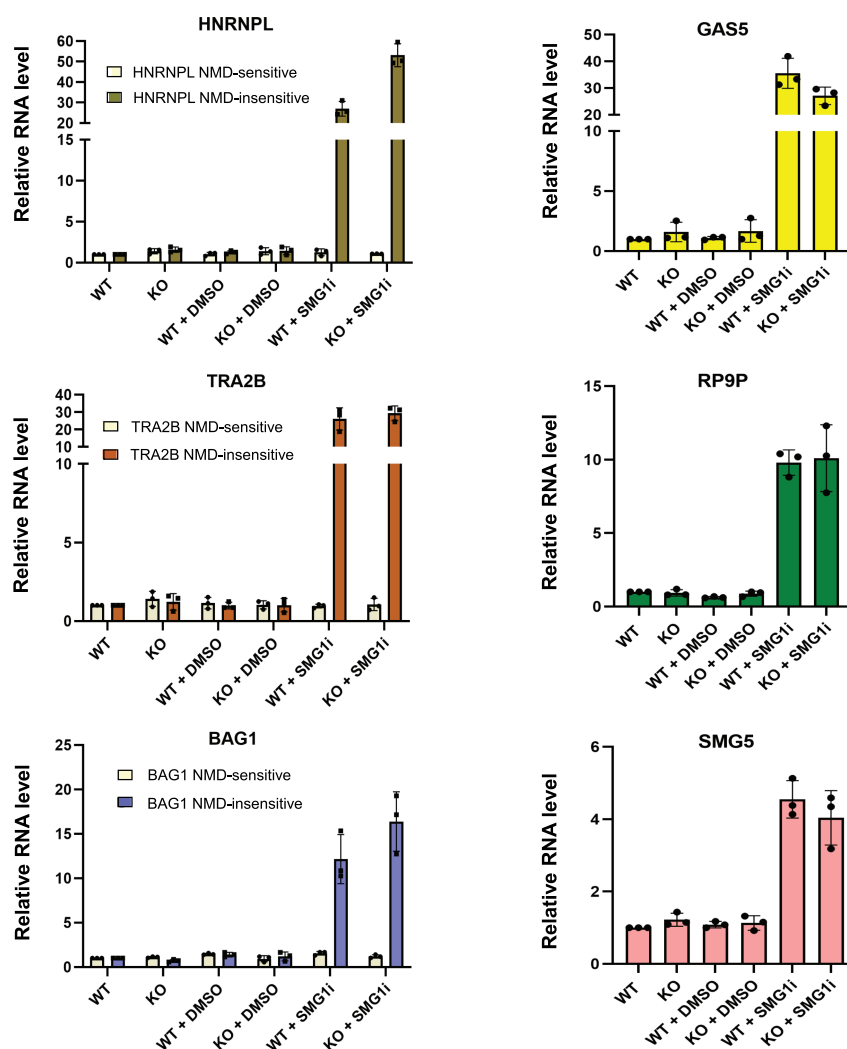 HNRNPL
Relative RNA level
60
50
40
30
20
15
10
5
0
HNRNPL NMD-sensitive
HNRNPL NMD-insensitive
WT
KO
WT + DMSO
KO + DMSO
WT + SMG1i
KO + SMG1i
GAS5
Relative RNA level
50
40
30
20
10
5
0
WT
KO
WT + DMSO
KO + DMSO
WT + SMG1i
KO + SMG1i
TRA2B
Relative RNA level
40
30
20
10
10
5
0
TRA2B NMD-sensitive
TRA2B NMD-insensitive
WT
KO
WT + DMSO
KO + DMSO
WT + SMG1i
KO + SMG1i
RP9P
Relative RNA level
15
10
5
0
WT
KO
WT + DMSO
KO + DMSO
WT + SMG1i
KO + SMG1i
BAG1
Relative RNA level
25
20
15
10
5
0
BAG1 NMD-sensitive
BAG1 NMD-insensitive
WT
KO
WT + DMSO
KO + DMSO
WT + SMG1i
KO + SMG1i
SMG5
Relative RNA level
6
4
2
0
WT
KO
WT + DMSO
KO + DMSO
WT + SMG1i
KO + SMG1i